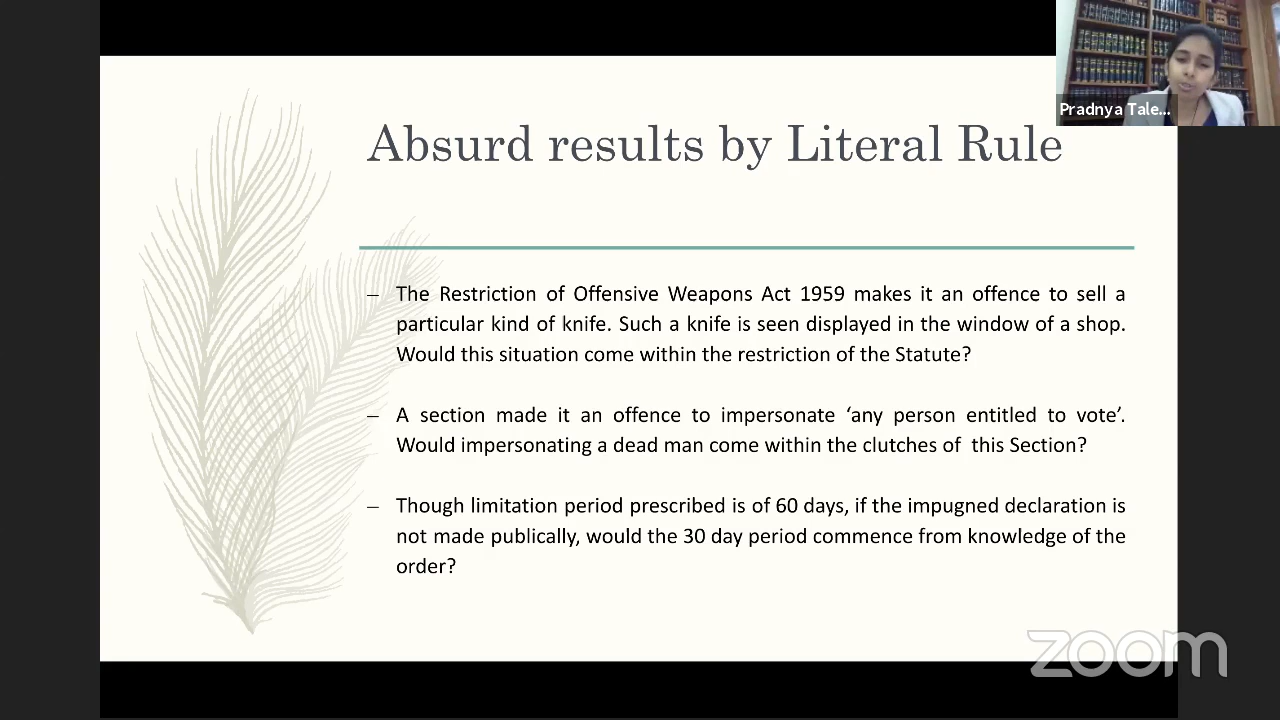 Pradnya Tale...
Absurd results by Literal Rule
– The Restriction of Offensive Weapons Act 1959 makes it an offence to sell a
particular kind of knife. Such a knife is seen displayed in the window of a shop.
Would this situation come within the restriction of the Statute?
– A section made it an offence to impersonate ‘any person entitled to vote’.
Would impersonating a dead man come within the clutches of this Section?
– Though limitation period prescribed is of 60 days, if the impugned declaration is
not made publically, would the 30 day period commence from knowledge of the
order?
zoom